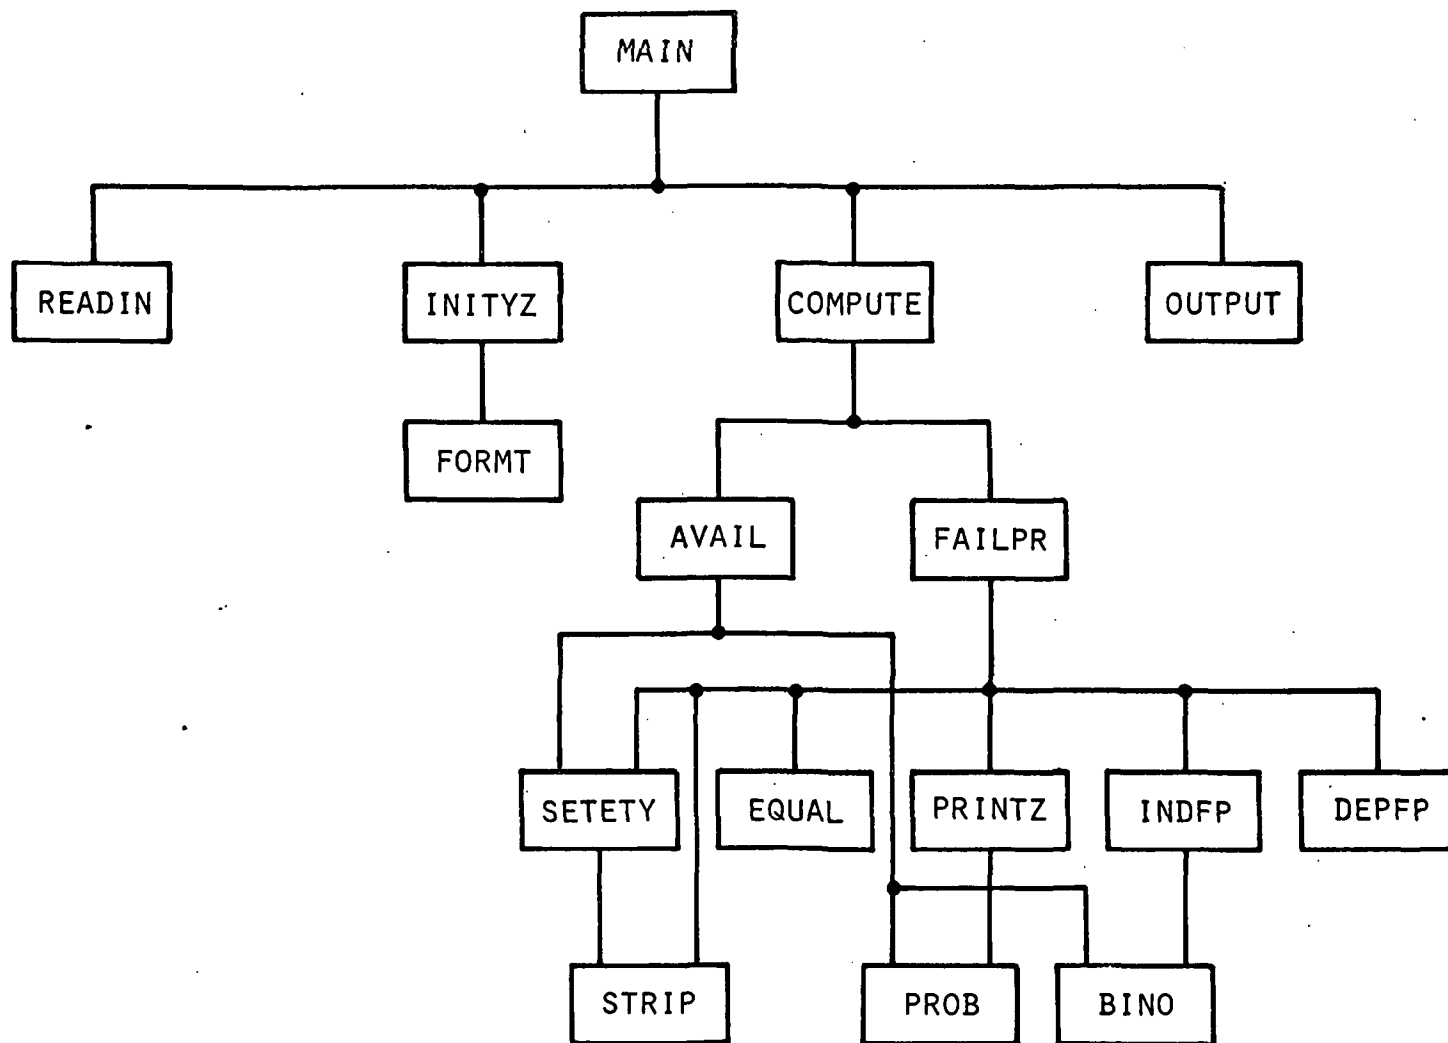 MAIN
READIN
INITYZ
COMPUTE
OUTPUT
FORMT
AVAIL
FAILPR
SETETY
EQUAL
PRINTZ
INDFP
DEPFP
STRIP
PROB
BINO